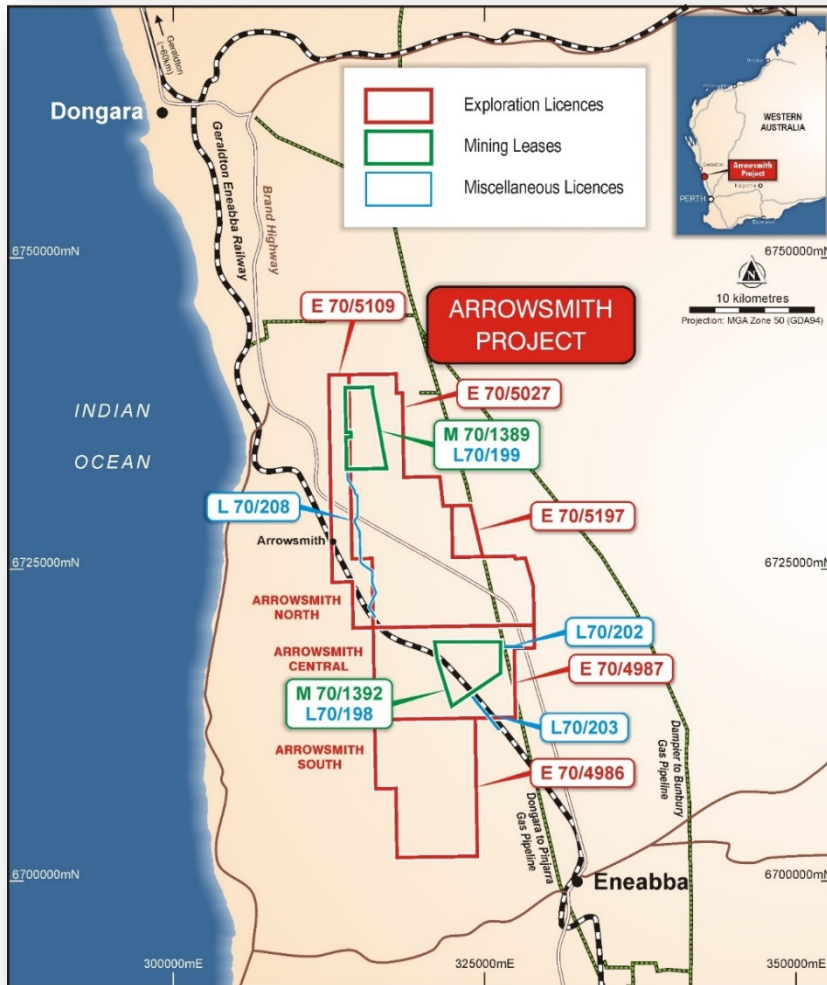 Geraldton
(~60km)
Dongara
Geraldton Eneabba Railway
Brand Highway
Exploration Licences
Mining Leases
Miscellaneous Licences
WESTERN
AUSTRALIA
Geraldton
Arrowsmith
Project
Kalgoorlie
PERTH
6750000mN
6750000mN
10 kilometres
Projection: MGA Zone 50 (GDA94)
ARROWSMITH
PROJECT
E 70/5109
E 70/5027
M 70/1389
L70/199
INDIAN
OCEAN
L 70/208
E 70/5197
Arrowsmith
6725000mN
6725000mN
ARROWSMITH
NORTH
L70/202
ARROWSMITH
CENTRAL
E 70/4987
M 70/1392
L70/198
L70/203
ARROWSMITH
SOUTH
E 70/4986
Dongara to Pinjarra
Gas Pipeline
Dampier to Bunbury
Gas Pipeline
6700000mN
Eneabba
6700000mN
300000mE
325000mE
350000mE